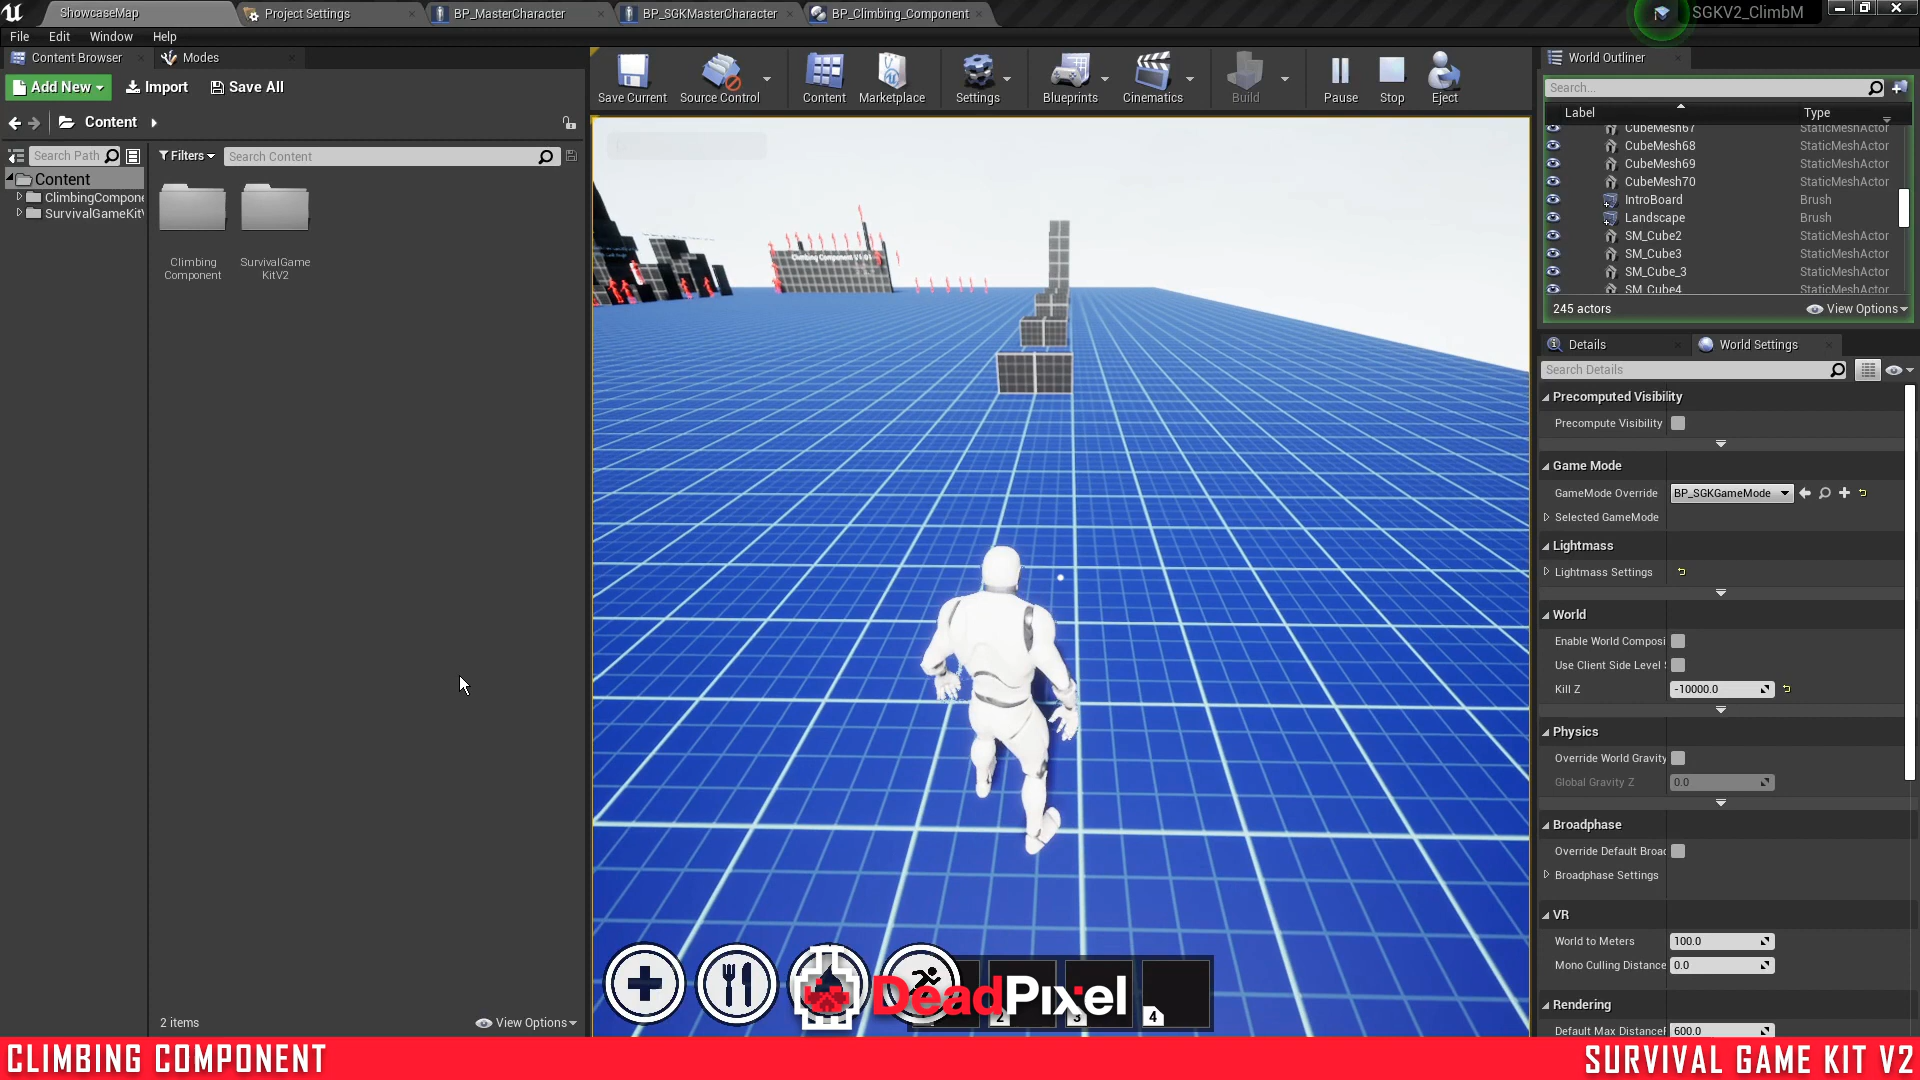 ShowcaseMap
Project Settings
BP_MasterCharacter
BP_SGKMasterCharacter
BP_Climbing_Component
SGKV2_ClimbM
File Edit Window Help
Content Browser
Modes
Add New
Import
Save All
Content
Search Path
Filters
Search Content
Content
ClimbingCompone
SurvivalGameKitV
Climbing
Component
SurvivalGame
KitV2
2 items
View Options
Save Current
Source Control
Content
Marketplace
Settings
Blueprints
Cinematics
Build
Pause
Stop
Eject
2
3
4
DeadPixel
World Outliner
Search...
Label
Type
CubeMesh67 StaticMeshActor
CubeMesh68 StaticMeshActor
CubeMesh69 StaticMeshActor
CubeMesh70 StaticMeshActor
IntroBoard Brush
Landscape Brush
SM_Cube2 StaticMeshActor
SM_Cube3 StaticMeshActor
SM_Cube_3 StaticMeshActor
SM_Cube4 StaticMeshActor
245 actors
View Options
Details
World Settings
Search Details
Precomputed Visibility
Precompute Visibility
Game Mode
GameMode Override BP_SGKGameMode
Selected GameMode
Lightmass
Lightmass Settings
World
Enable World Composi
Use Client Side Level
Kill Z -10000.0
Physics
Override World Gravity
Global Gravity Z 0.0
Broadphase
Override Default Broad
Broadphase Settings
VR
World to Meters 100.0
Mono Culling Distance 0.0
Rendering
Default Max DistanceF 600.0
CLIMBING COMPONENT
SURVIVAL GAME KIT V2